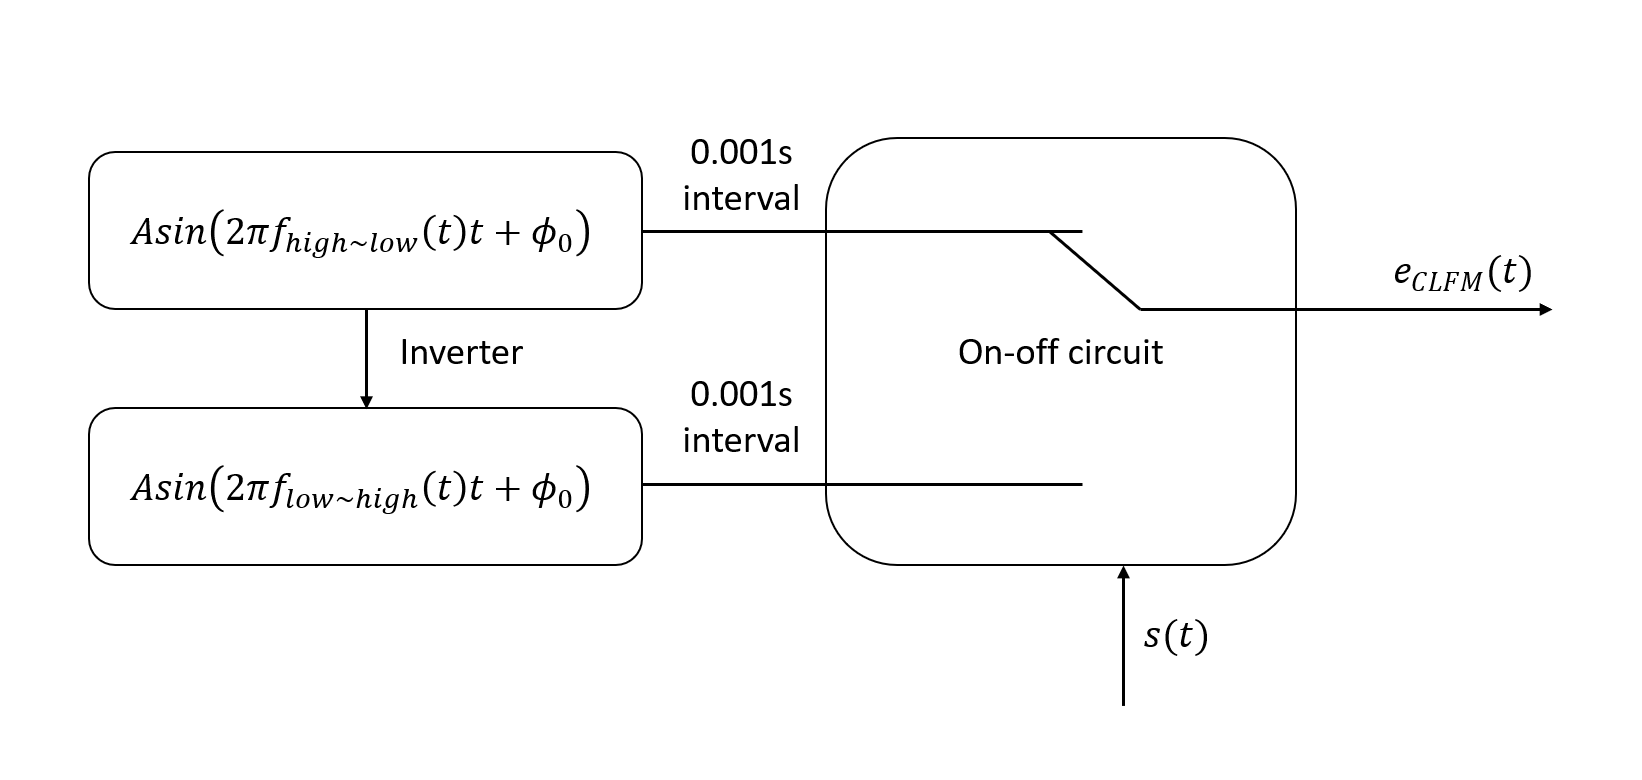 0.001s
interval
Asin(2πf_{high~low}(t)t + ϕ_0)
e_{CLFM}(t)
Inverter
On-off circuit
0.001s
interval
Asin(2πf_{low~high}(t)t + ϕ_0)
s(t)